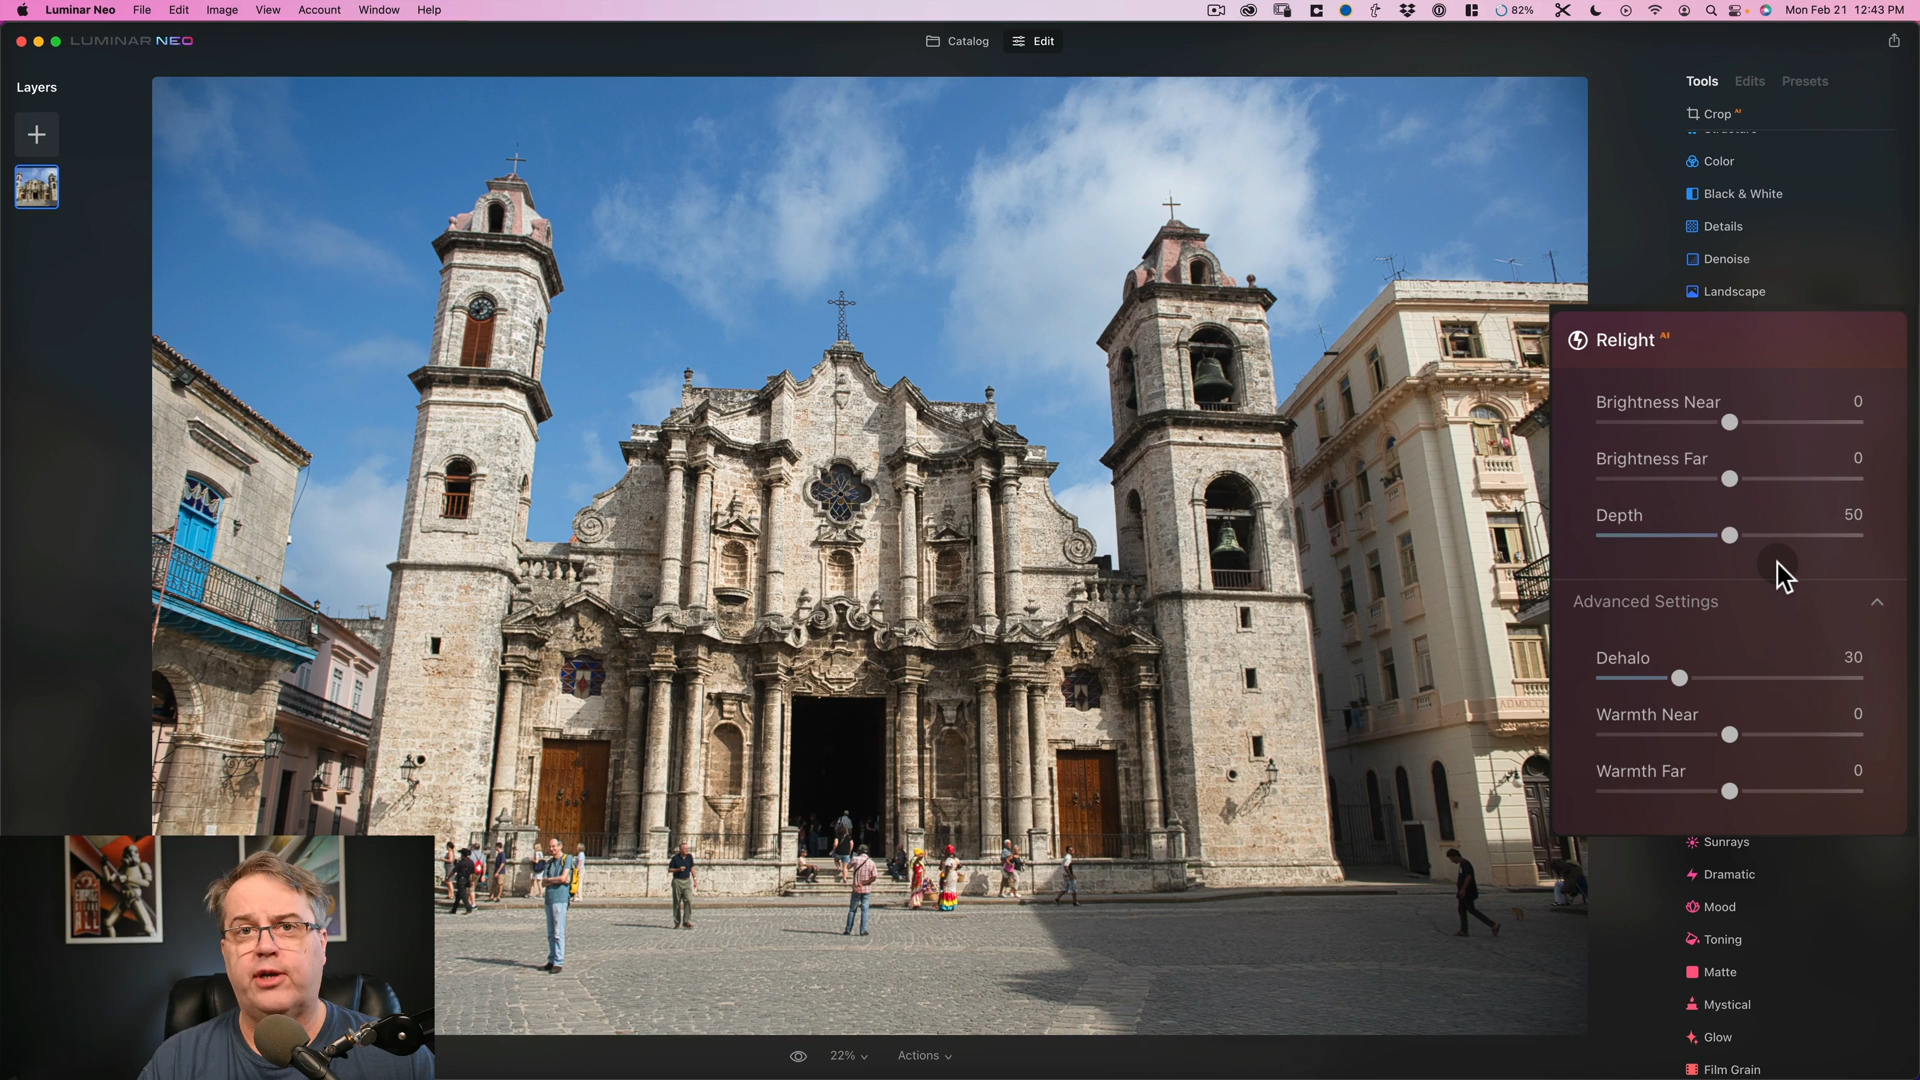 Luminar Neo File Edit Image View Account Window Help 82% Mon Feb 21 12:43 PM
LUMINAR NEO
Catalog Edit
Layers
Tools Edits Presets
Crop AI
Structure
Color
Black & White
Details
Denoise
Landscape
Relight AI
Brightness Near 0
Brightness Far 0
Depth 50
Advanced Settings
Dehalo 30
Warmth Near 0
Warmth Far 0
Sunrays
Dramatic
Mood
Toning
Matte
Mystical
Glow
Film Grain
22% Actions